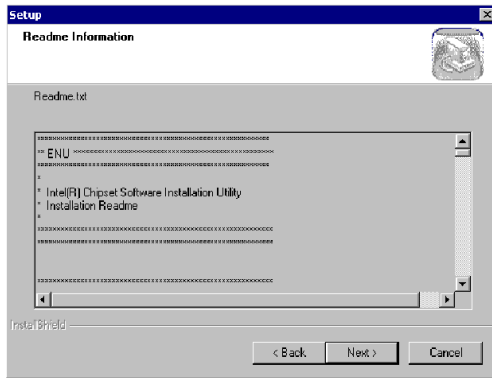 Setup
Readme Information
Readme.txt
** ENU
* Intel(R) Chipset Software Installation Utility
* Installation Readme
InstallShield
< Back
Next >
Cancel